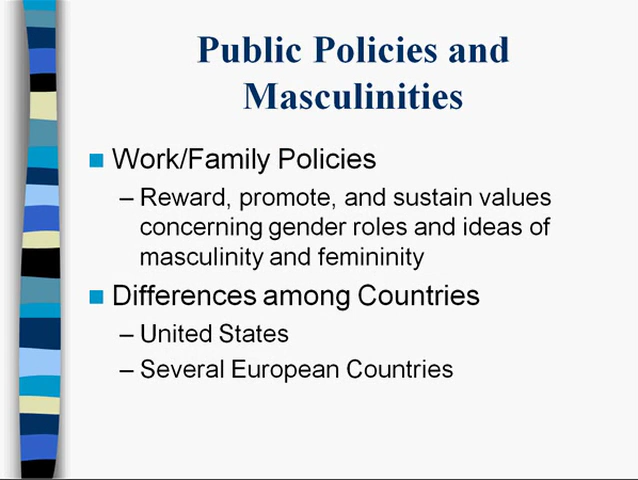 Public Policies and
Masculinities
Work/Family Policies
– Reward, promote, and sustain values
concerning gender roles and ideas of
masculinity and femininity
Differences among Countries
– United States
– Several European Countries